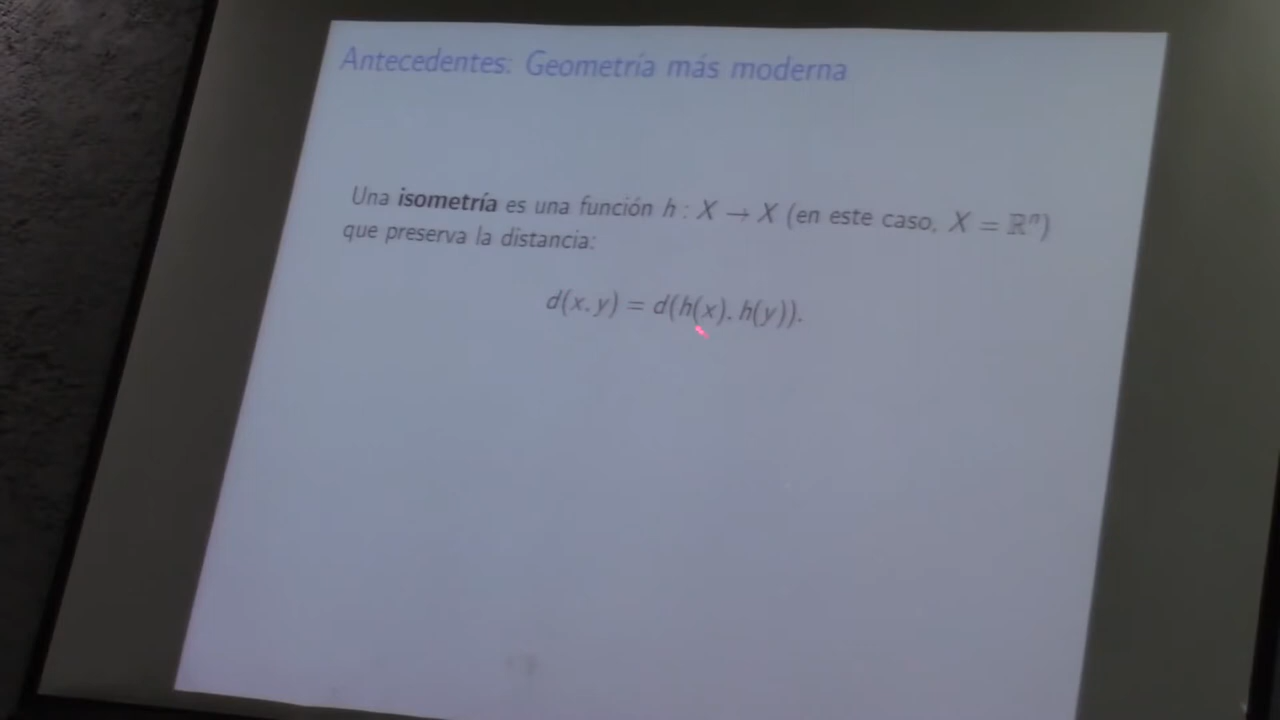 Antecedentes: Geometría más moderna
Una isometría es una función h : X → X (en este caso, X = ℝⁿ)
que preserva la distancia:
d(x, y) = d(h(x), h(y)).